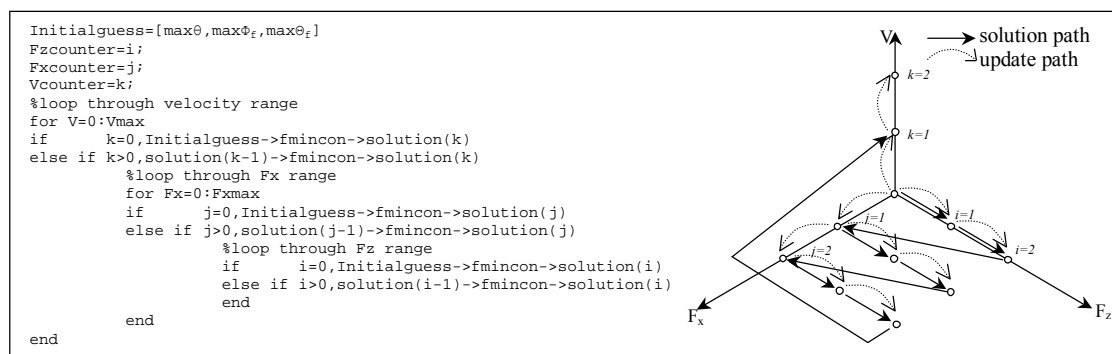 Initialguess=[maxθ,maxΦf,maxθf]
Fzcounter=i;
Fxcounter=j;
Vcounter=k;
%loop through velocity range
for V=0:Vmax
if      k=0,Initialguess->fmincon->solution(k)
else if k>0,solution(k-1)->fmincon->solution(k)
%loop through Fx range
for Fx=0:Fxmax
if      j=0,Initialguess->fmincon->solution(j)
else if j>0,solution(j-1)->fmincon->solution(j)
%loop through Fz range
if      i=0,Initialguess->fmincon->solution(i)
else if i>0,solution(i-1)->fmincon->solution(i)
end
end
end
V
solution path
update path
k=2
k=1
j=1
i=1
j=2
i=2
Fx
Fz